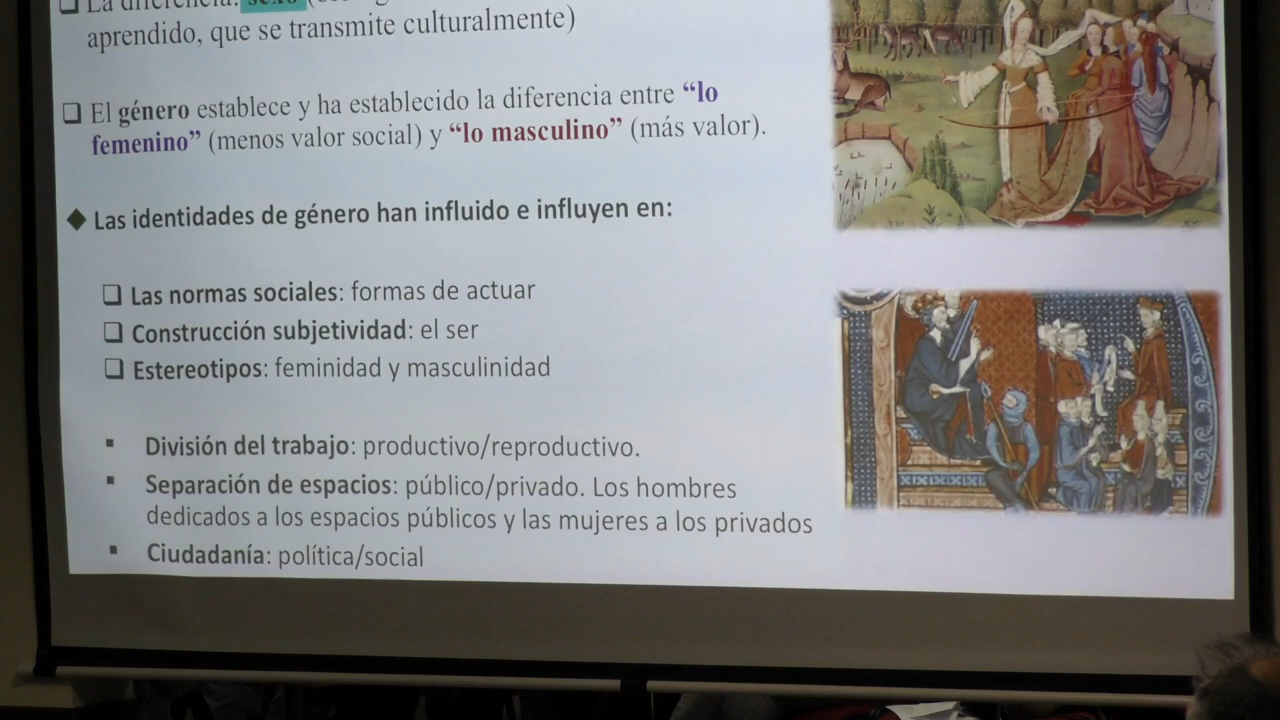 ❑ La diferencia: sexo
aprendido, que se transmite culturalmente)
❑ El género establece y ha establecido la diferencia entre “lo
femenino” (menos valor social) y “lo masculino” (más valor).
◆ Las identidades de género han influido e influyen en:
❑ Las normas sociales: formas de actuar
❑ Construcción subjetividad: el ser
❑ Estereotipos: feminidad y masculinidad
▪ División del trabajo: productivo/reproductivo.
▪ Separación de espacios: público/privado. Los hombres
dedicados a los espacios públicos y las mujeres a los privados
▪ Ciudadanía: política/social